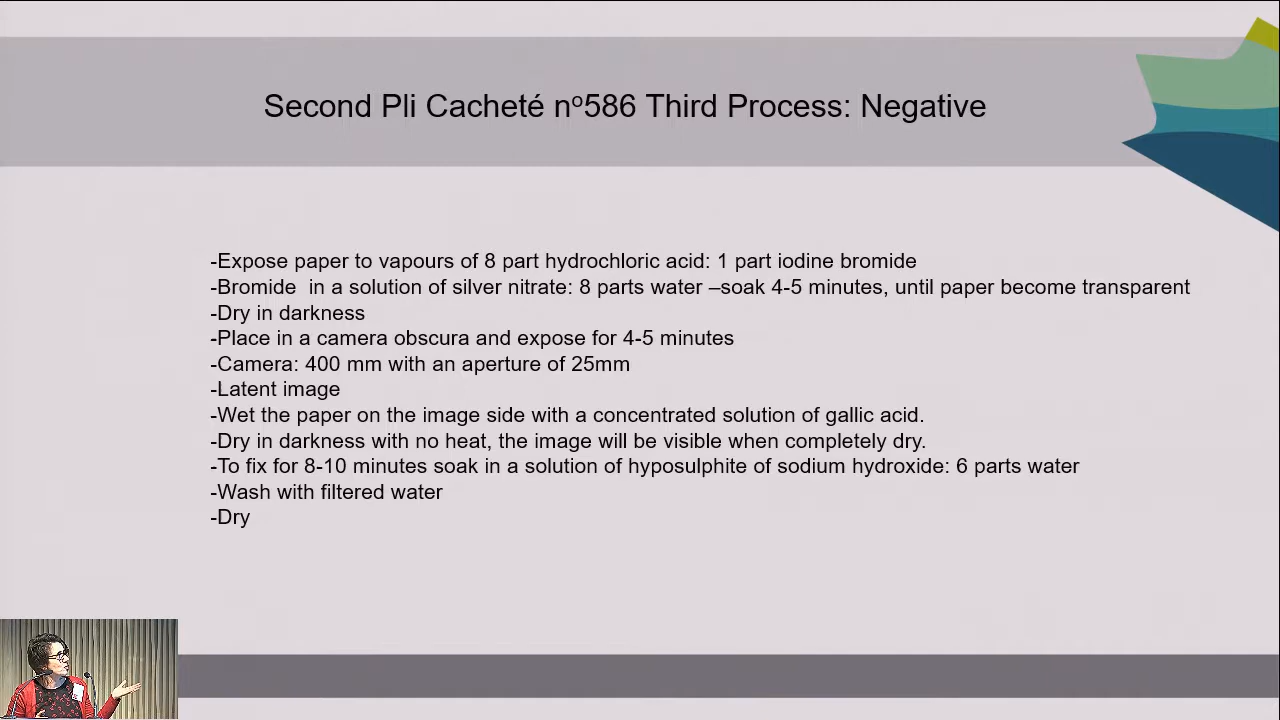 Second Pli Cacheté nº586 Third Process: Negative
-Expose paper to vapours of 8 part hydrochloric acid: 1 part iodine bromide
-Bromide  in a solution of silver nitrate: 8 parts water –soak 4-5 minutes, until paper become transparent
-Dry in darkness
-Place in a camera obscura and expose for 4-5 minutes
-Camera: 400 mm with an aperture of 25mm
-Latent image
-Wet the paper on the image side with a concentrated solution of gallic acid.
-Dry in darkness with no heat, the image will be visible when completely dry.
-To fix for 8-10 minutes soak in a solution of hyposulphite of sodium hydroxide: 6 parts water
-Wash with filtered water
-Dry